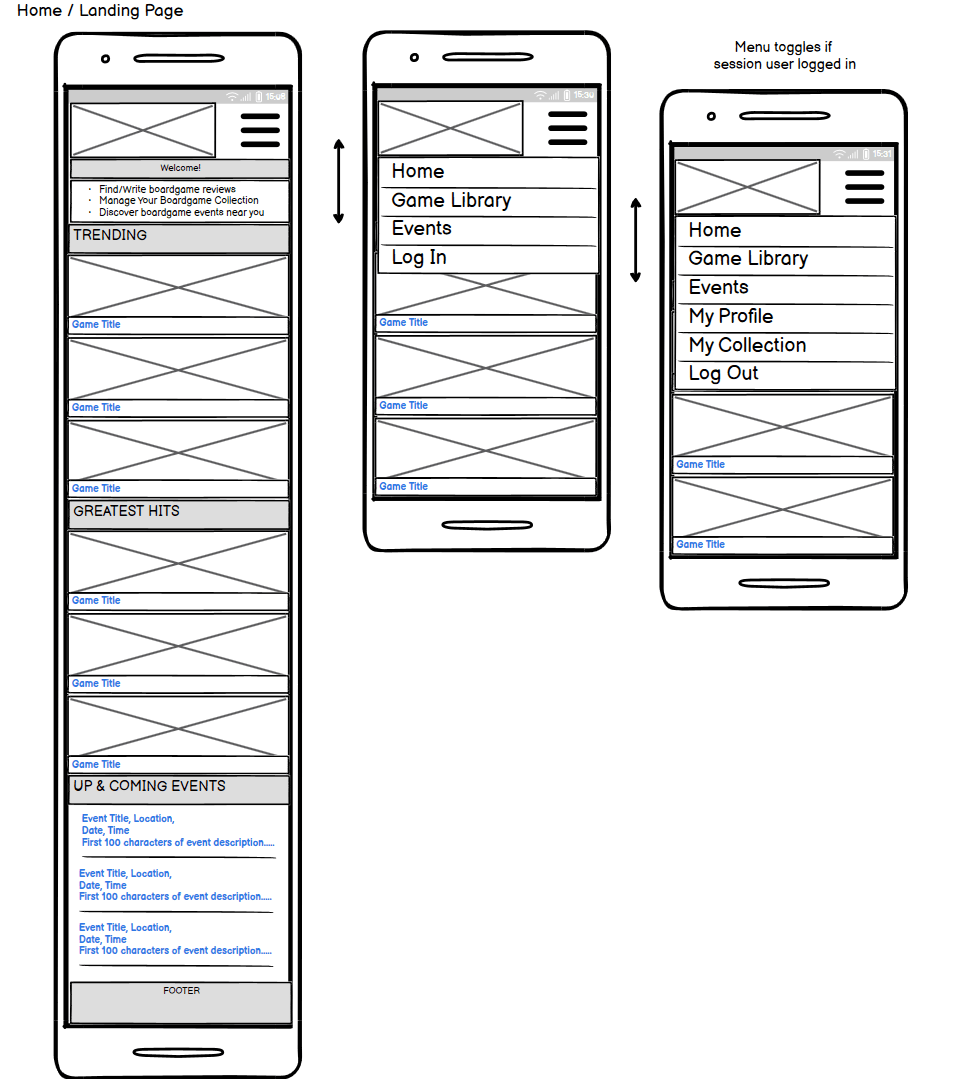 Home / Landing Page
15:08
Welcome!
· Find/Write boardgame reviews
· Manage Your Boardgame Collection
· Discover boardgame events near you
TRENDING
Game Title
Game Title
Game Title
GREATEST HITS
Game Title
Game Title
Game Title
UP & COMING EVENTS
Event Title, Location,
Date, Time
First 100 characters of event description.....
Event Title, Location,
Date, Time
First 100 characters of event description.....
Event Title, Location,
Date, Time
First 100 characters of event description.....
FOOTER
15:30
Home
Game Library
Events
Log In
Game Title
Game Title
Game Title
Menu toggles if
session user logged in
15:31
Home
Game Library
Events
My Profile
My Collection
Log Out
Game Title
Game Title